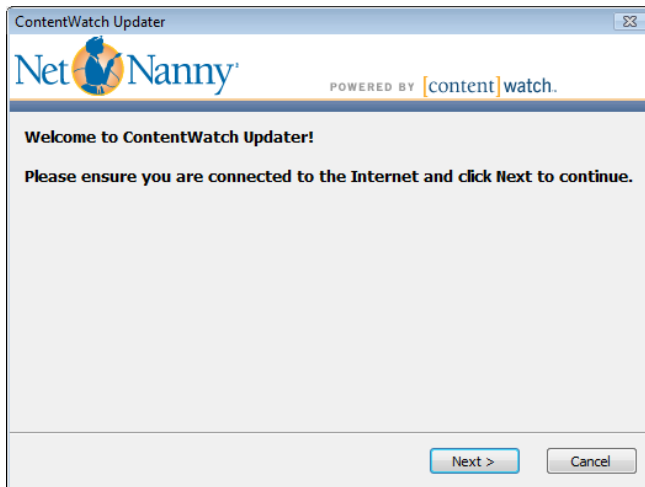 ContentWatch Updater
Net Nanny
POWERED BY [content]watch.
Welcome to ContentWatch Updater!
Please ensure you are connected to the Internet and click Next to continue.
Next >
Cancel